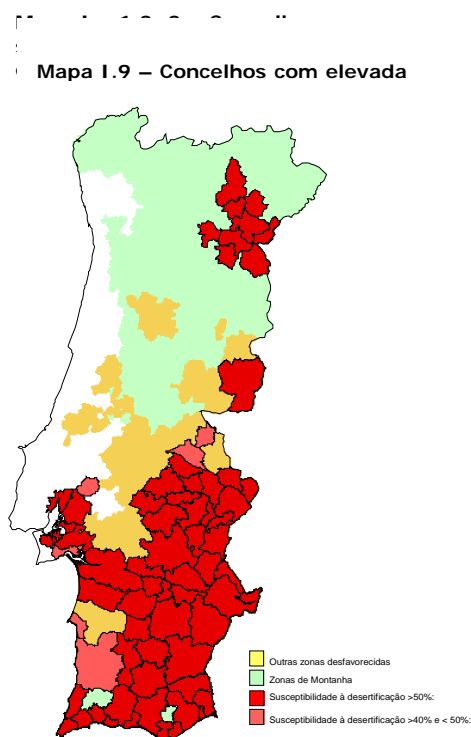 Mapa I.9 – Concelhos com elevada
Outras zonas desfavorecidas
Zonas de Montanha
Susceptibilidade à desertificação >50%:
Susceptibilidade à desertificação >40% e < 50%: